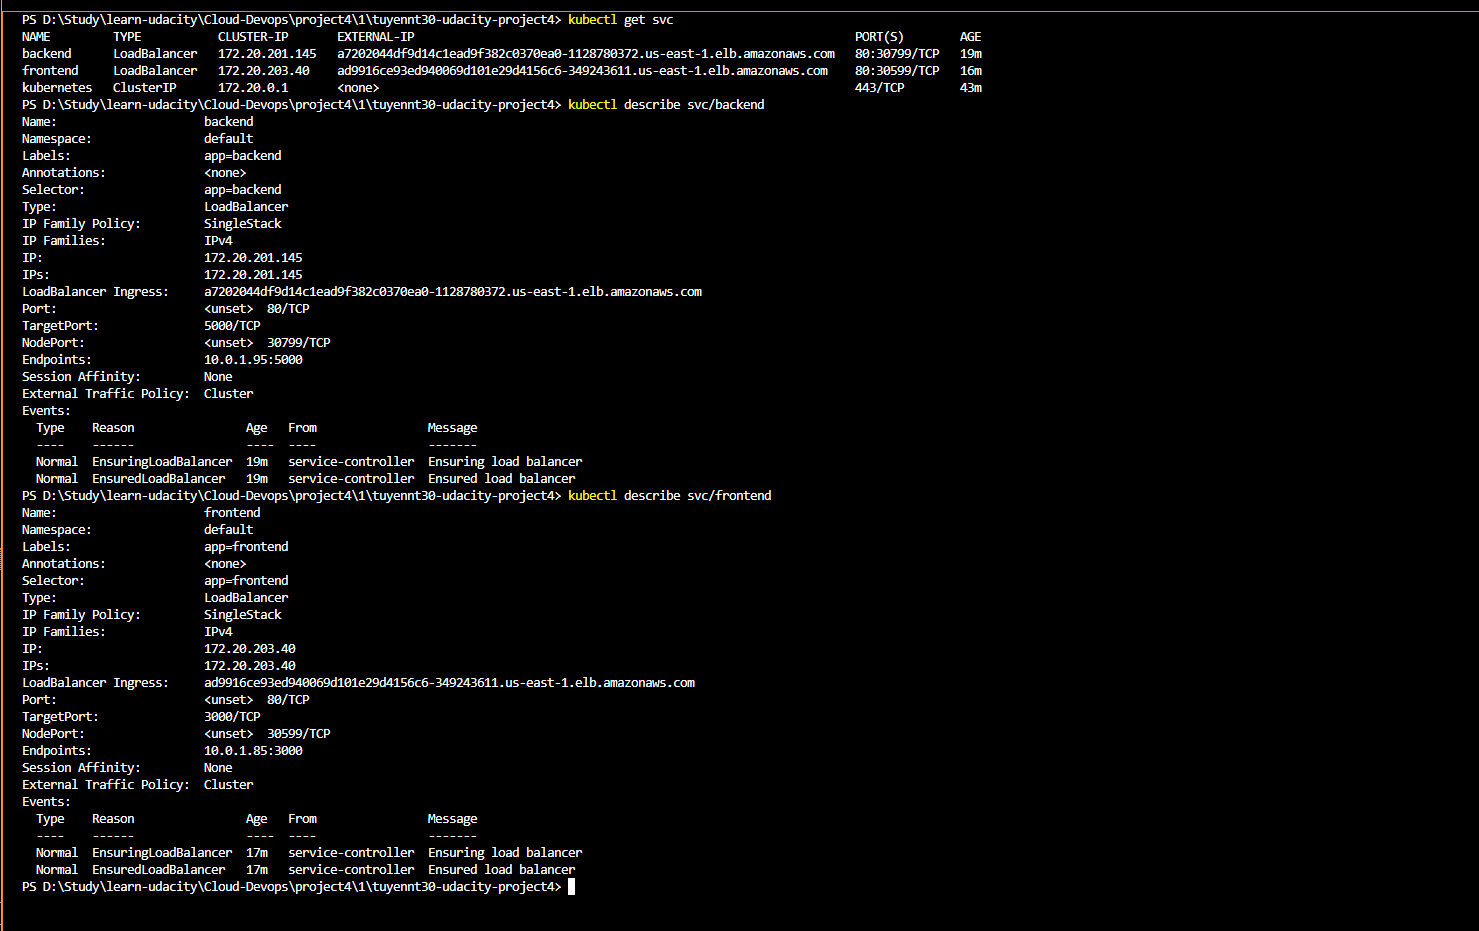 PS D:\Study\learn-udacity\Cloud-Devops\project4\1\tuyennt30-udacity-project4> kubectl get svc
NAME         TYPE           CLUSTER-IP       EXTERNAL-IP                                                               PORT(S)        AGE
backend      LoadBalancer   172.20.201.145   a7202044df9d14c1ead9f382c0370ea0-1128780372.us-east-1.elb.amazonaws.com   80:30799/TCP   19m
frontend     LoadBalancer   172.20.203.40    ad9916ce93ed940069d101e29d4156c6-349243611.us-east-1.elb.amazonaws.com    80:30599/TCP   16m
kubernetes   ClusterIP      172.20.0.1       <none>                                                                    443/TCP        43m
PS D:\Study\learn-udacity\Cloud-Devops\project4\1\tuyennt30-udacity-project4> kubectl describe svc/backend
Name:                     backend
Namespace:                default
Labels:                   app=backend
Annotations:              <none>
Selector:                 app=backend
Type:                     LoadBalancer
IP Family Policy:         SingleStack
IP Families:              IPv4
IP:                       172.20.201.145
IPs:                      172.20.201.145
LoadBalancer Ingress:     a7202044df9d14c1ead9f382c0370ea0-1128780372.us-east-1.elb.amazonaws.com
Port:                     <unset>  80/TCP
TargetPort:               5000/TCP
NodePort:                 <unset>  30799/TCP
Endpoints:                10.0.1.95:5000
Session Affinity:         None
External Traffic Policy:  Cluster
Events:
  Type    Reason                Age   From                Message
  ----    ------                ----  ----                -------
  Normal  EnsuringLoadBalancer  19m   service-controller  Ensuring load balancer
  Normal  EnsuredLoadBalancer   19m   service-controller  Ensured load balancer
PS D:\Study\learn-udacity\Cloud-Devops\project4\1\tuyennt30-udacity-project4> kubectl describe svc/frontend
Name:                     frontend
Namespace:                default
Labels:                   app=frontend
Annotations:              <none>
Selector:                 app=frontend
Type:                     LoadBalancer
IP Family Policy:         SingleStack
IP Families:              IPv4
IP:                       172.20.203.40
IPs:                      172.20.203.40
LoadBalancer Ingress:     ad9916ce93ed940069d101e29d4156c6-349243611.us-east-1.elb.amazonaws.com
Port:                     <unset>  80/TCP
TargetPort:               3000/TCP
NodePort:                 <unset>  30599/TCP
Endpoints:                10.0.1.85:3000
Session Affinity:         None
External Traffic Policy:  Cluster
Events:
  Type    Reason                Age   From                Message
  ----    ------                ----  ----                -------
  Normal  EnsuringLoadBalancer  17m   service-controller  Ensuring load balancer
  Normal  EnsuredLoadBalancer   17m   service-controller  Ensured load balancer
PS D:\Study\learn-udacity\Cloud-Devops\project4\1\tuyennt30-udacity-project4>